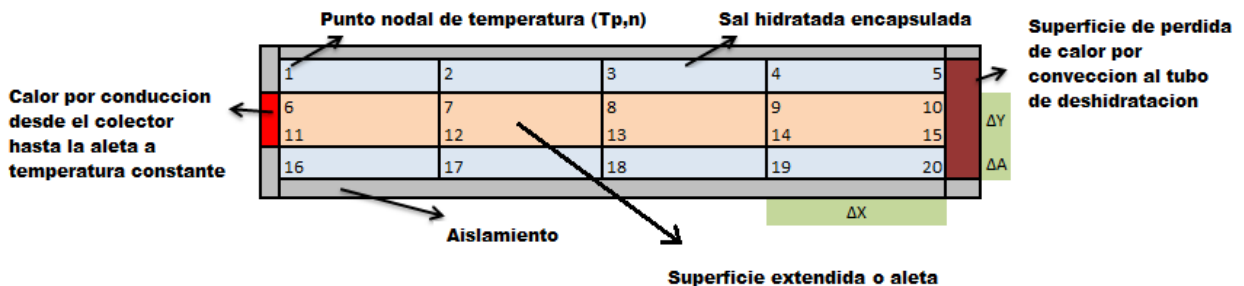 Punto nodal de temperatura (Tp,n)
Sal hidratada encapsulada
Superficie de perdida
de calor por
conveccion al tubo
de deshidratacion
Calor por conduccion
desde el colector
hasta la aleta a
temperatura constante
1 2 3 4 5
6 7 8 9 10
11 12 13 14 15
16 17 18 19 20
ΔY
ΔA
ΔX
Aislamiento
Superficie extendida o aleta